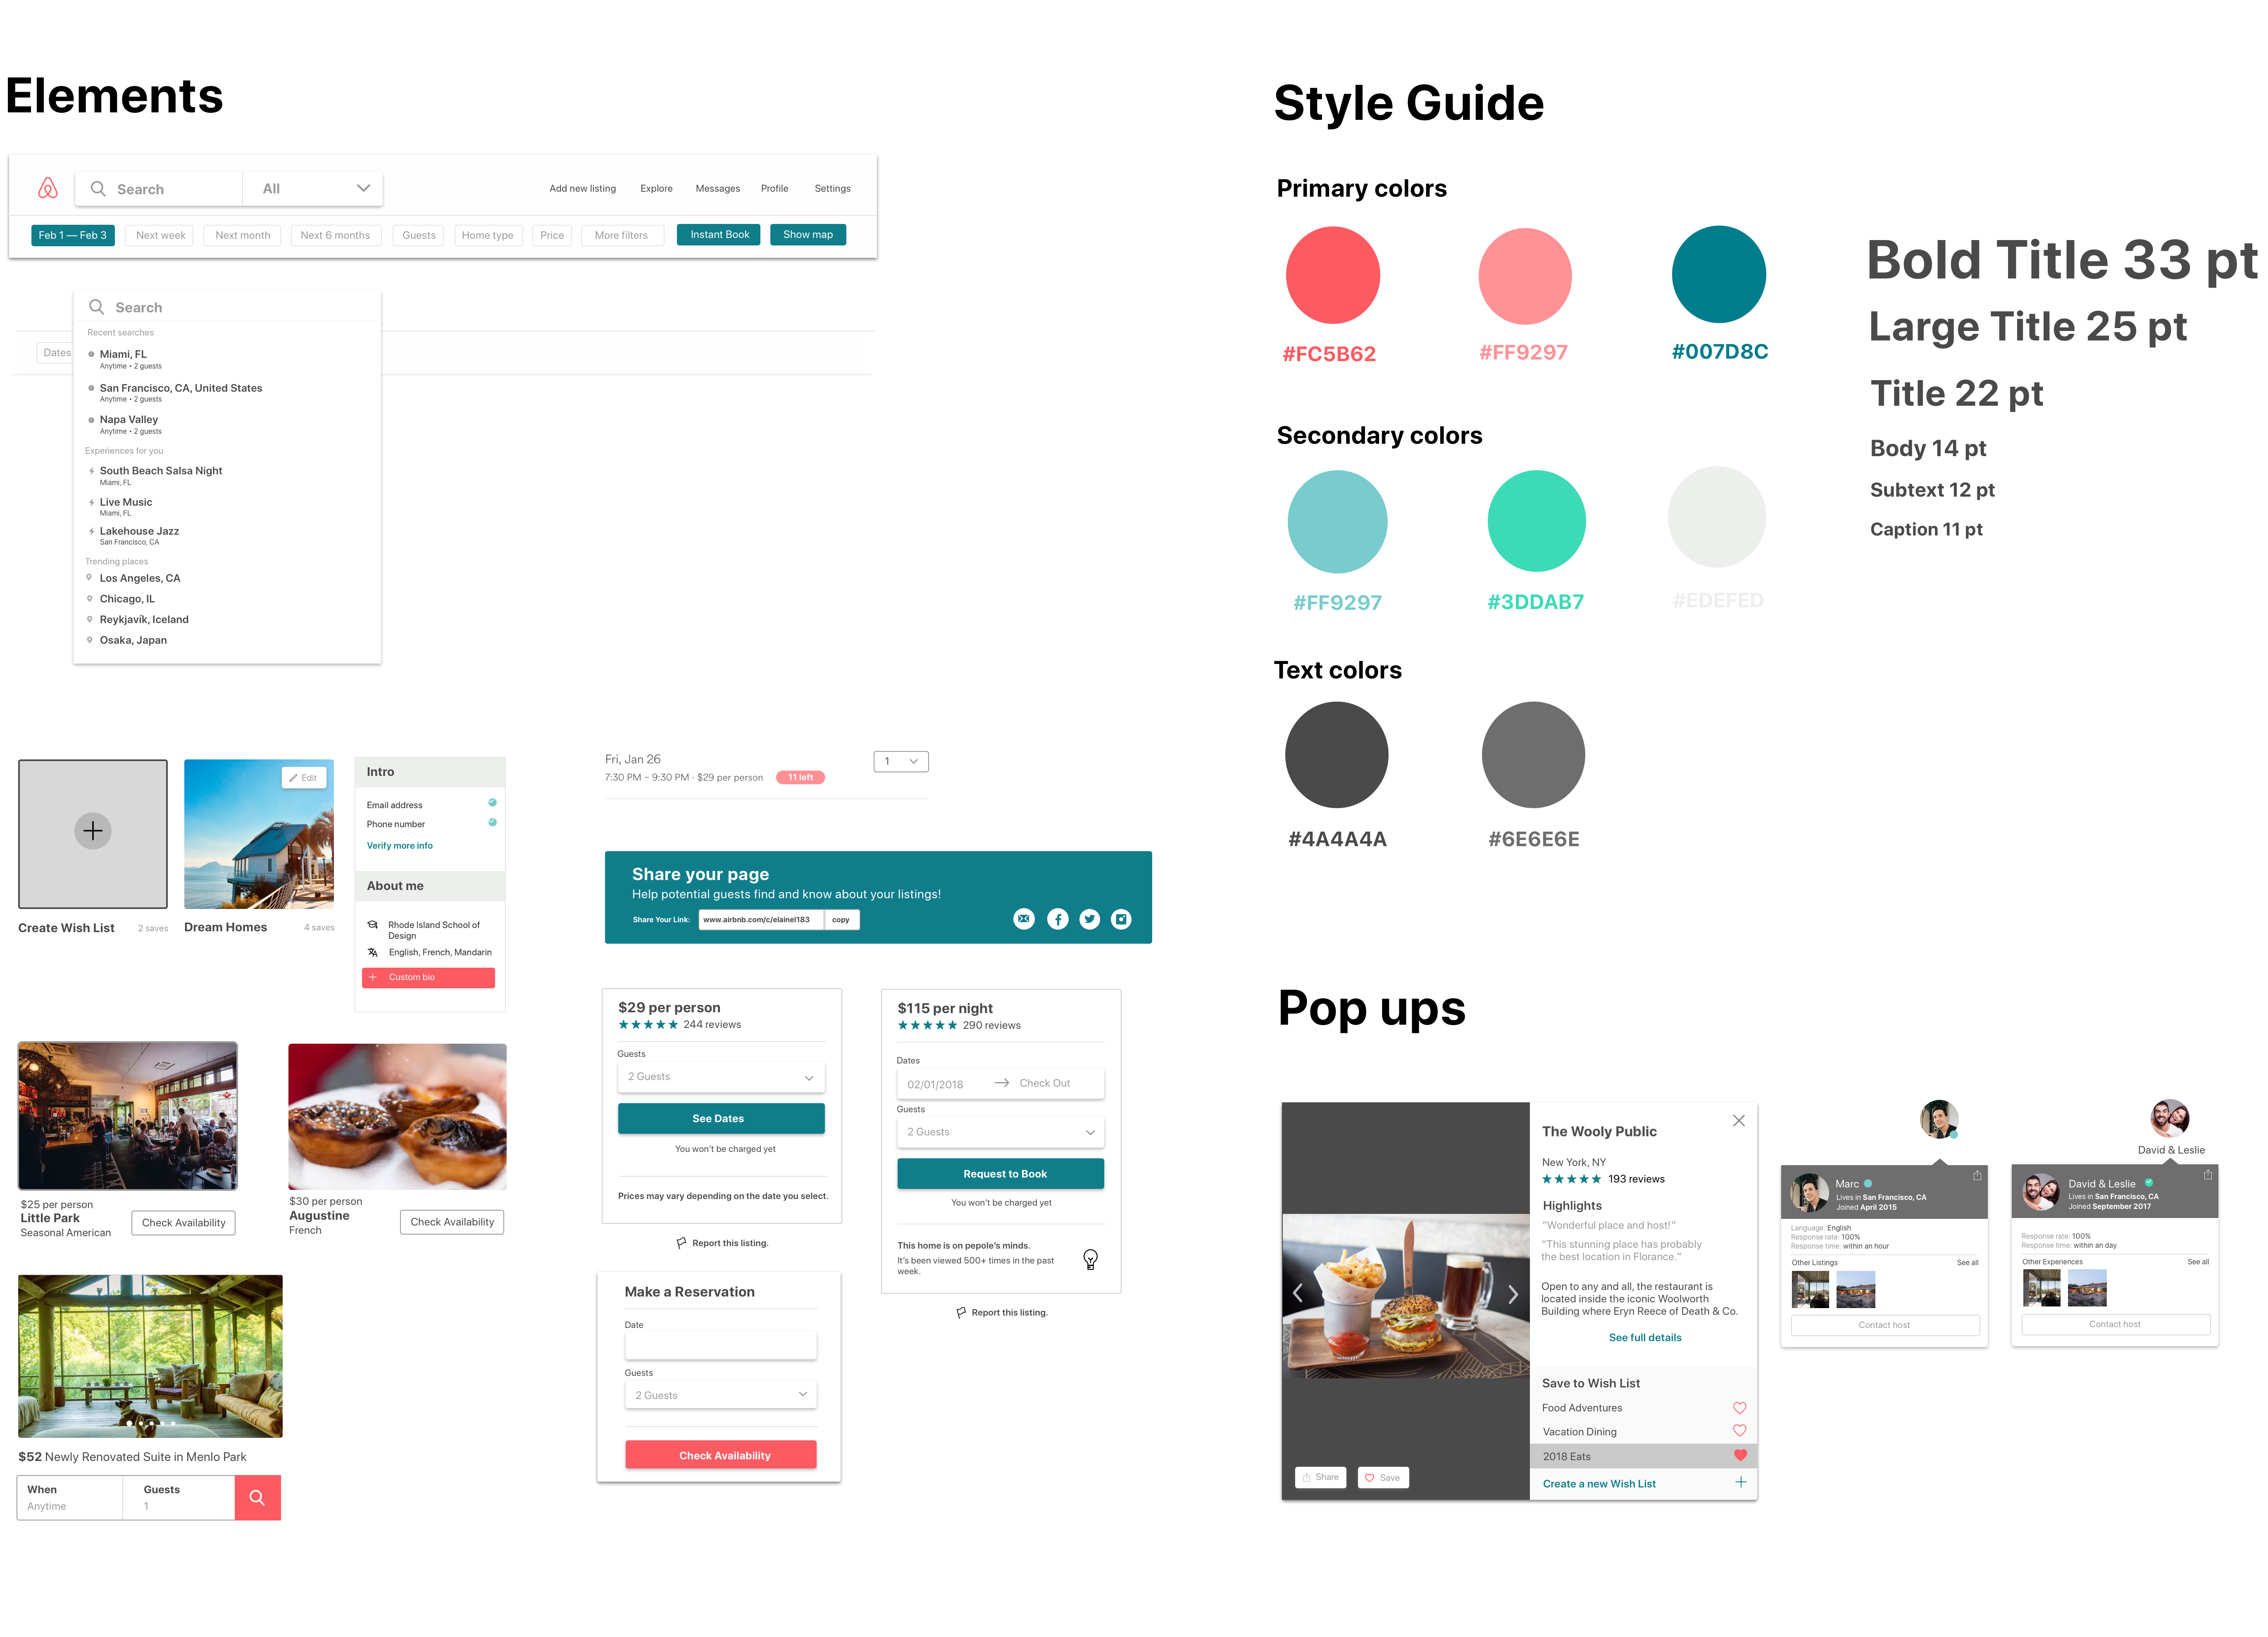 Elements
Search
All
Add new listing
Explore
Messages
Profile
Settings
Feb 1 — Feb 3
Next week
Next month
Next 6 months
Guests
Home type
Price
More filters
Instant Book
Show map
Search
Dates
Recent searches
Miami, FL
Anytime • 2 guests
San Francisco, CA, United States
Anytime • 2 guests
Napa Valley
Anytime • 2 guests
Experiences for you
South Beach Salsa Night
Miami, FL
Live Music
Miami, FL
Lakehouse Jazz
San Francisco, CA
Trending places
Los Angeles, CA
Chicago, IL
Reykjavík, Iceland
Osaka, Japan
Create Wish List
2 saves
Edit
Dream Homes
4 saves
Intro
Email address
Phone number
Verify more info
About me
Rhode Island School of
Design
English, French, Mandarin
Custom bio
Fri, Jan 26
7:30 PM – 9:30 PM · $29 per person
11 left
1
Share your page
Help potential guests find and know about your listings!
Share Your Link:
www.airbnb.com/c/elainel183
copy
$25 per person
Little Park
Seasonal American
Check Availability
$30 per person
Augustine
French
Check Availability
$52 Newly Renovated Suite in Menlo Park
When
Anytime
Guests
1
$29 per person
244 reviews
Guests
2 Guests
See Dates
You won't be charged yet
Prices may vary depending on the date you select.
Report this listing.
Make a Reservation
Date
Guests
2 Guests
Check Availability
$115 per night
290 reviews
Dates
02/01/2018
Check Out
Guests
2 Guests
Request to Book
You won't be charged yet
This home is on pepole's minds.
It's been viewed 500+ times in the past
week.
Report this listing.
Style Guide
Primary colors
#FC5B62
#FF9297
#007D8C
Secondary colors
#FF9297
#3DDAB7
#EDEFED
Text colors
#4A4A4A
#6E6E6E
Bold Title 33 pt
Large Title 25 pt
Title 22 pt
Body 14 pt
Subtext 12 pt
Caption 11 pt
Pop ups
Share
Save
The Wooly Public
New York, NY
193 reviews
Highlights
"Wonderful place and host!"
"This stunning place has probably
the best location in Florance."
Open to any and all, the restaurant is
located inside the iconic Woolworth
Building where Eryn Reece of Death & Co.
See full details
Save to Wish List
Food Adventures
Vacation Dining
2018 Eats
Create a new Wish List
Marc
Lives in San Francisco, CA
Joined April 2015
Language: English
Response rate: 100%
Response time: within an hour
Other Listings
See all
Contact host
David & Leslie
David & Leslie
Lives in San Francisco, CA
Joined September 2017
Response rate: 100%
Response time: within an day
Other Experiences
See all
Contact host